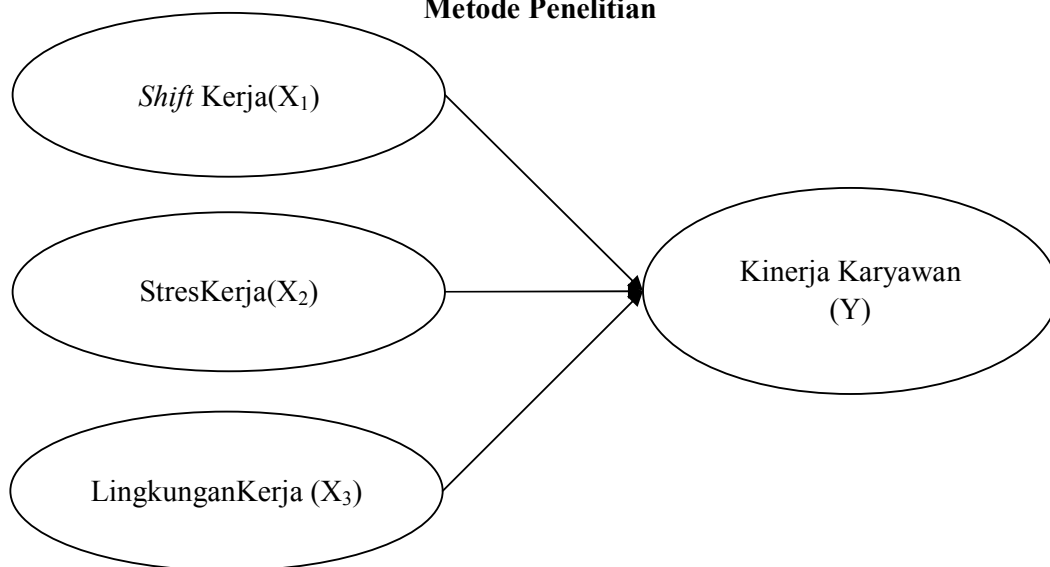 Metode Penelitian
Shift Kerja(X₁)
StresKerja(X₂)
Kinerja Karyawan
(Y)
LingkunganKerja (X₃)